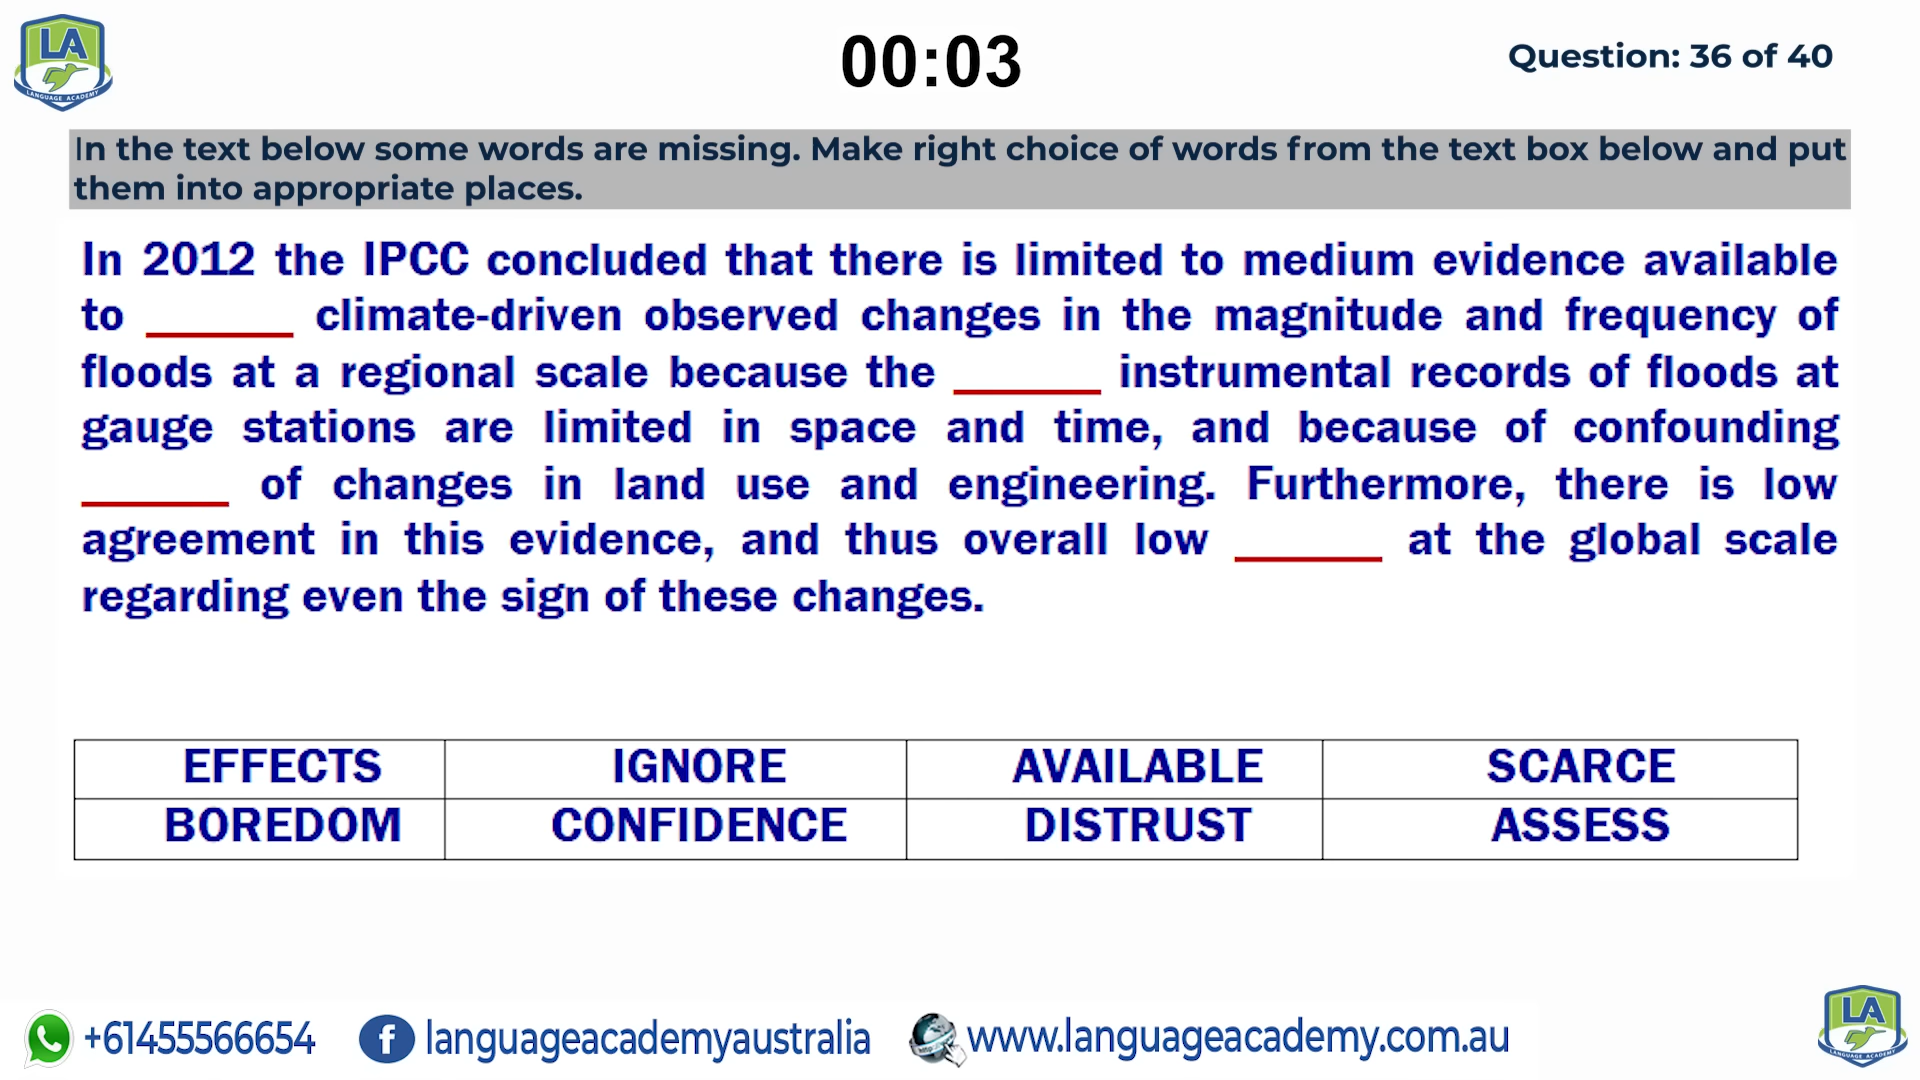 LA
LANGUAGE ACADEMY
00:03
Question: 36 of 40
In the text below some words are missing. Make right choice of words from the text box below and put
them into appropriate places.
In 2012 the IPCC concluded that there is limited to medium evidence available
to ______ climate-driven observed changes in the magnitude and frequency of
floods at a regional scale because the ______ instrumental records of floods at
gauge stations are limited in space and time, and because of confounding
______ of changes in land use and engineering. Furthermore, there is low
agreement in this evidence, and thus overall low ______ at the global scale
regarding even the sign of these changes.
EFFECTS IGNORE AVAILABLE SCARCE
BOREDOM CONFIDENCE DISTRUST ASSESS
+61455566654 languageacademyaustralia www.languageacademy.com.au
LA
LANGUAGE ACADEMY